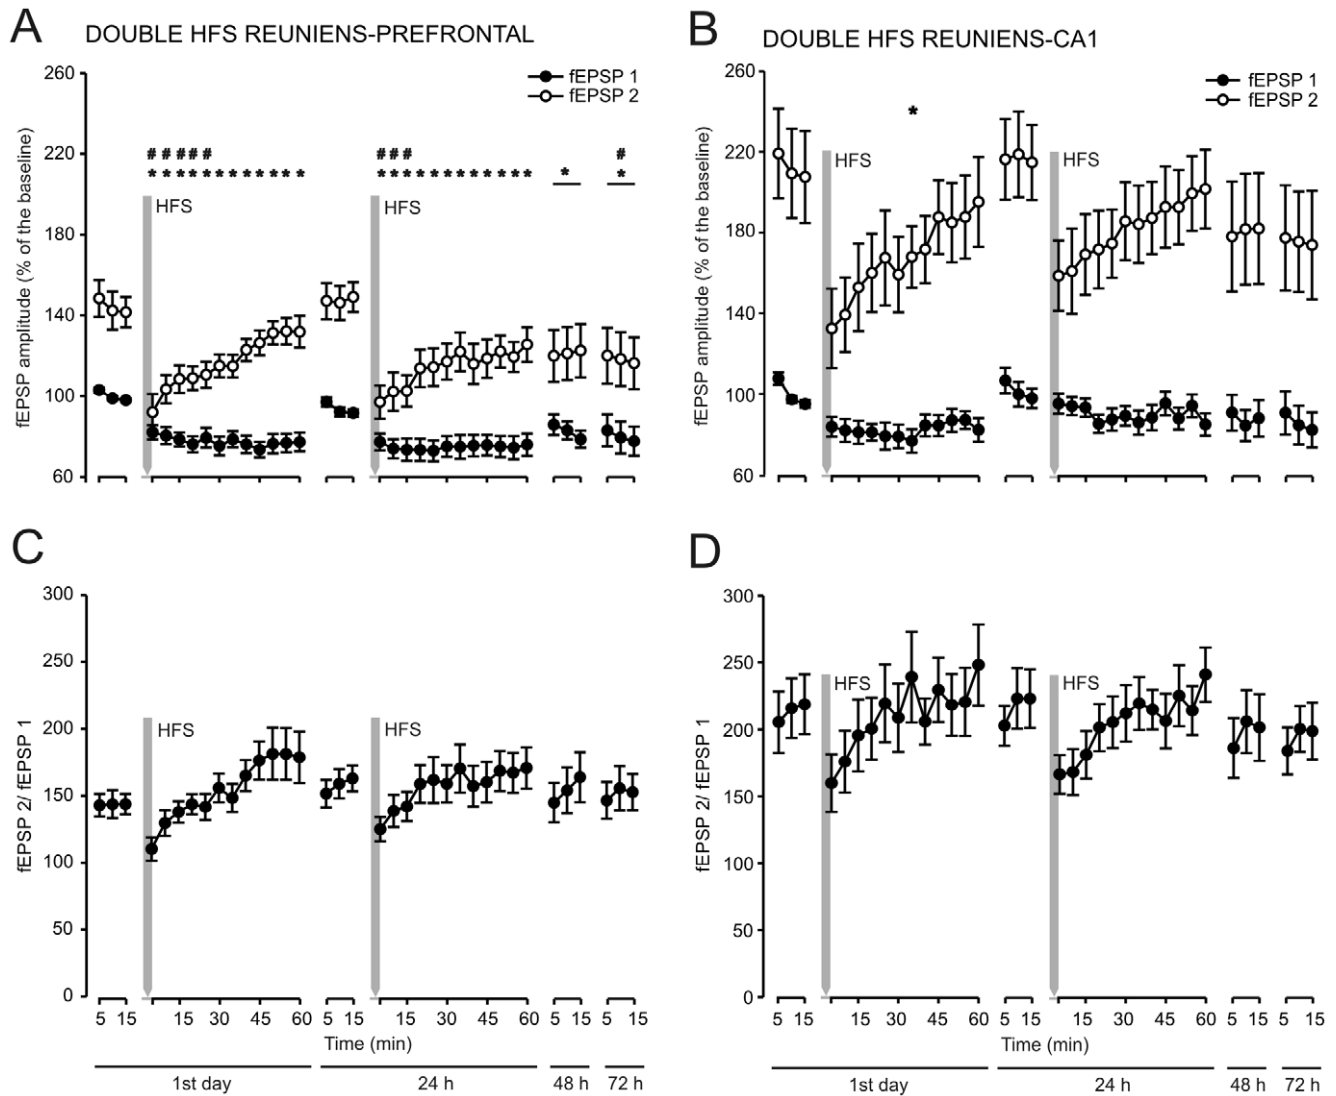 A
DOUBLE HFS REUNIENS-PREFRONTAL
260
220
180
140
100
60
fEPSP amplitude (% of the baseline)
fEPSP 1
fEPSP 2
# # # # #
* * * * * * * * * * * *
HFS
# # #
* * * * * * * * * * * *
HFS
*
#
*
B
DOUBLE HFS REUNIENS-CA1
260
220
180
140
100
60
fEPSP amplitude (% of the baseline)
fEPSP 1
fEPSP 2
*
HFS
HFS
C
300
250
200
150
100
50
0
fEPSP 2/ fEPSP 1
HFS
HFS
5 15 15 30 45 60 5 15 15 30 45 60 5 15 5 15
Time (min)
1st day
24 h
48 h
72 h
D
300
250
200
150
100
50
0
fEPSP 2/ fEPSP 1
HFS
HFS
5 15 15 30 45 60 5 15 15 30 45 60 5 15 5 15
Time (min)
1st day
24 h
48 h
72 h